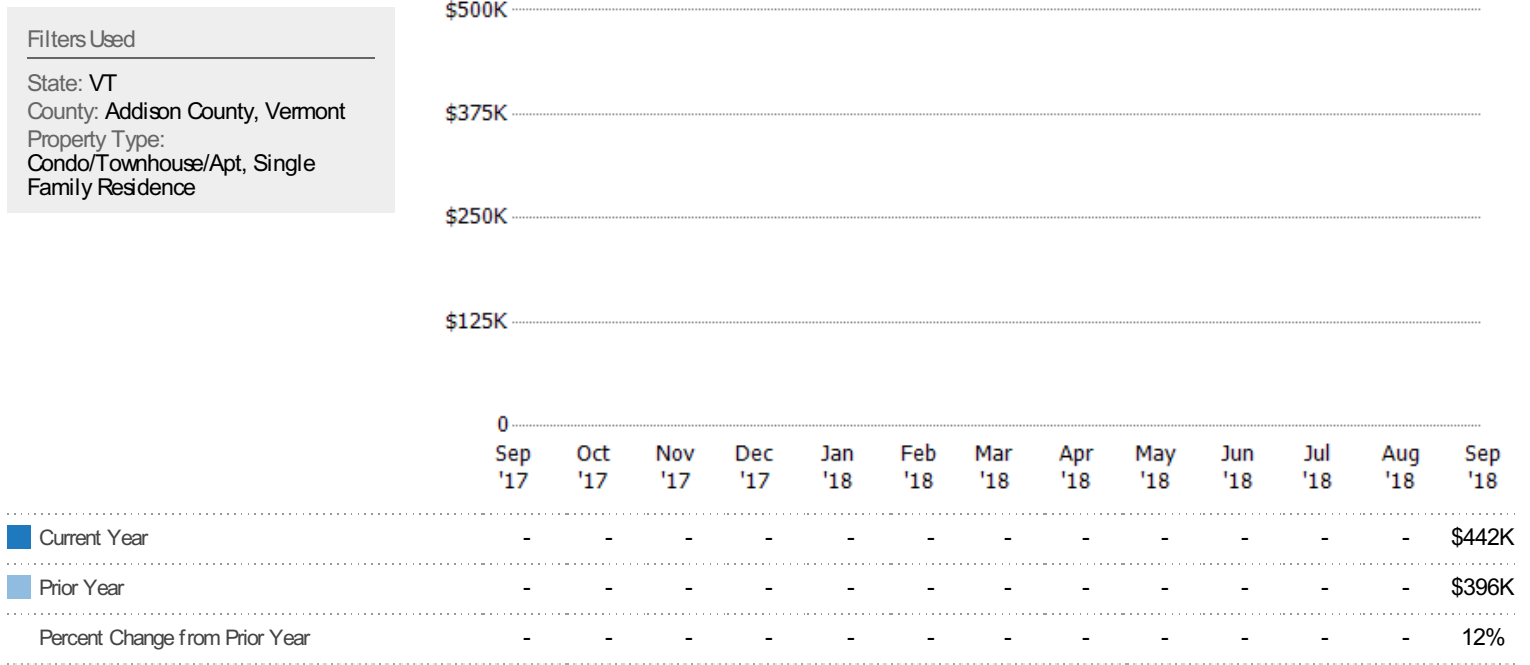 Filters Used
State: VT
County: Addison County, Vermont
Property Type:
Condo/Townhouse/Apt, Single
Family Residence
$500K
$375K
$250K
$125K
0
Sep Oct Nov Dec Jan Feb Mar Apr May Jun Jul Aug Sep
'17 '17 '17 '17 '18 '18 '18 '18 '18 '18 '18 '18 '18
Current Year - - - - - - - - - - - - $442K
Prior Year - - - - - - - - - - - - $396K
Percent Change from Prior Year - - - - - - - - - - - - 12%